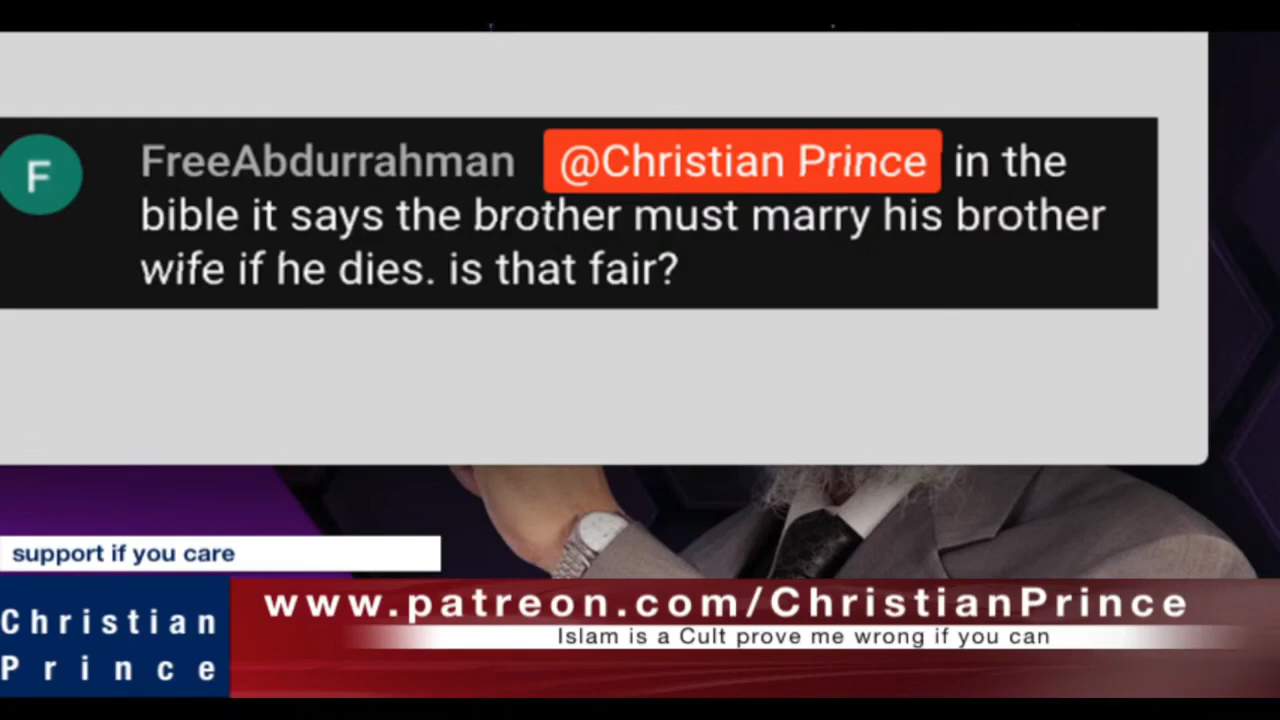 F
FreeAbdurrahman @Christian Prince in the
bible it says the brother must marry his brother
wife if he dies. is that fair?
support if you care
Christian
Prince
www.patreon.com/ChristianPrince
Islam is a Cult prove me wrong if you can